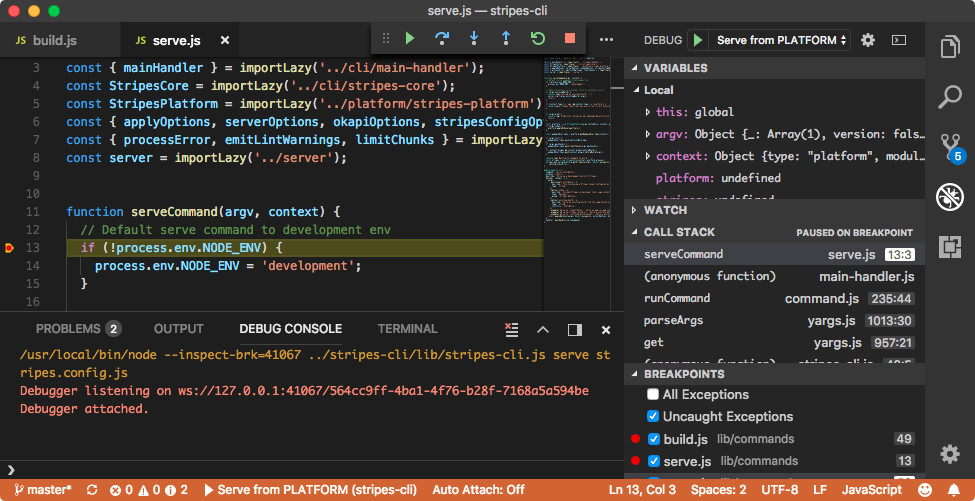 serve.js — stripes-cli
JS build.js
JS serve.js
DEBUG Serve from PLATFORM
3 const { mainHandler } = importLazy('../cli/main-handler');
4 const StripesCore = importLazy('../cli/stripes-core');
5 const StripesPlatform = importLazy('../platform/stripes-platform')
6 const { applyOptions, serverOptions, okapiOptions, stripesConfigOp
7 const { processError, emitLintWarnings, limitChunks } = importLazy
8 const server = importLazy('../server');
9
10
11 function serveCommand(argv, context) {
12 // Default serve command to development env
13 if (!process.env.NODE_ENV) {
14 process.env.NODE_ENV = 'development';
15 }
16
VARIABLES
Local
this: global
argv: Object {_: Array(1), version: fals…
context: Object {type: "platform", modul…
platform: undefined
stripes: undefined
WATCH
CALL STACK PAUSED ON BREAKPOINT
serveCommand serve.js 13:3
(anonymous function) main-handler.js
runCommand command.js 235:44
parseArgs yargs.js 1013:30
get yargs.js 957:21
(anonymous function) stripes-cli.js
BREAKPOINTS
All Exceptions
Uncaught Exceptions
build.js lib/commands 49
serve.js lib/commands 13
5
PROBLEMS 2 OUTPUT DEBUG CONSOLE TERMINAL
/usr/local/bin/node --inspect-brk=41067 ../stripes-cli/lib/stripes-cli.js serve st
ripes.config.js
Debugger listening on ws://127.0.0.1:41067/564cc9ff-4ba1-4f76-b28f-7168a5a594be
Debugger attached.
master* 0 0 2 Serve from PLATFORM (stripes-cli) Auto Attach: Off Ln 13, Col 3 Spaces: 2 UTF-8 LF JavaScript